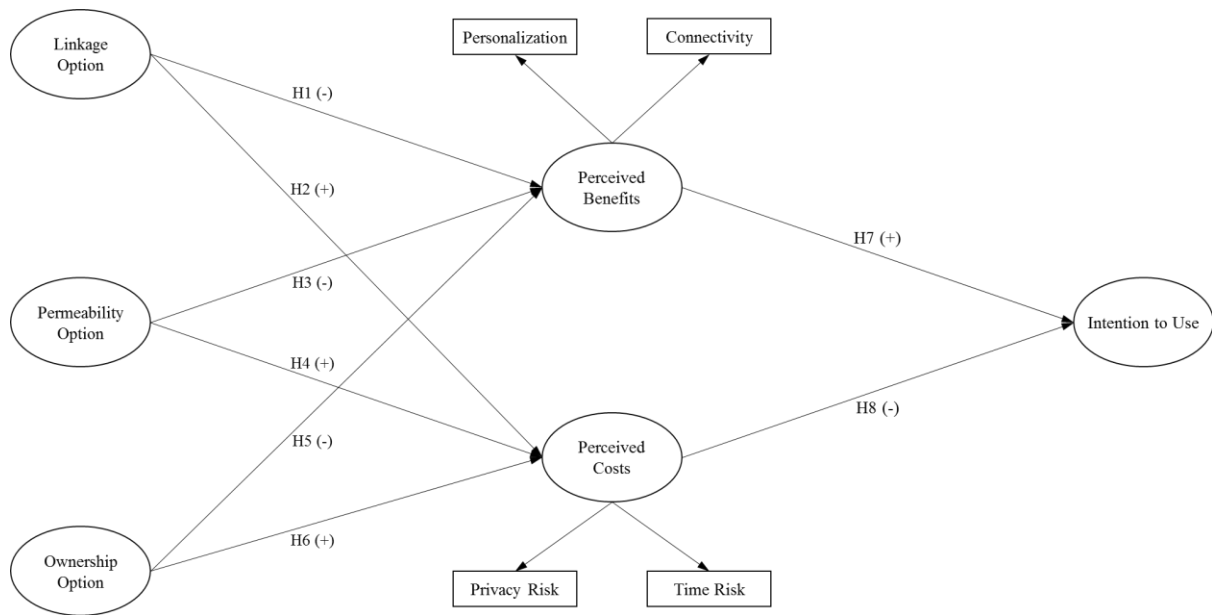 Linkage
Option
Personalization
Connectivity
H1 (-)
H2 (+)
Perceived
Benefits
H7 (+)
H3 (-)
Permeability
Option
Intention to Use
H4 (+)
H8 (-)
H5 (-)
Perceived
Costs
H6 (+)
Ownership
Option
Privacy Risk
Time Risk